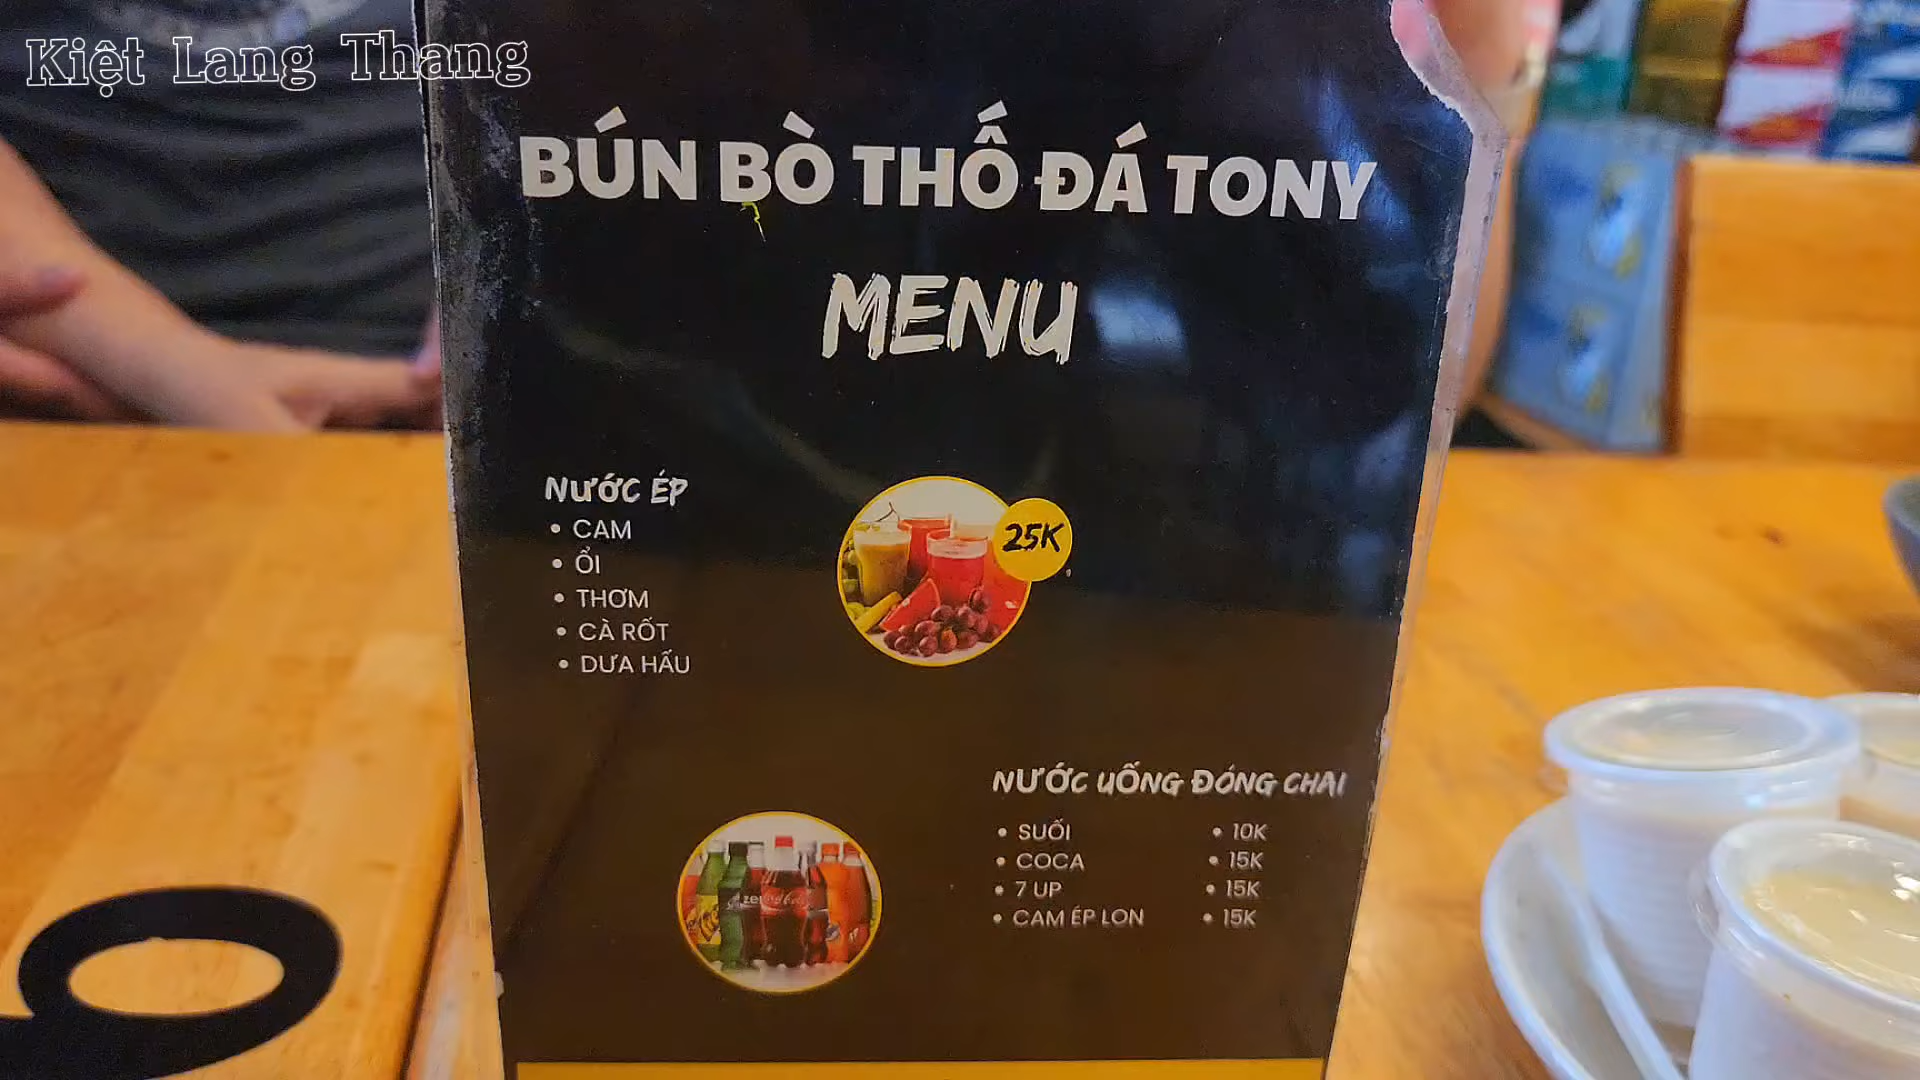 Kiệt Lang Thang
BÚN BÒ THỐ ĐÁ TONY
MENU
NƯỚC ÉP
• CAM
• ỔI
• THƠM
• CÀ RỐT
• DƯA HẤU
25K
NƯỚC UỐNG ĐÓNG CHAI
• SUỐI • 10K
• COCA • 15K
• 7 UP • 15K
• CAM ÉP LON • 15K